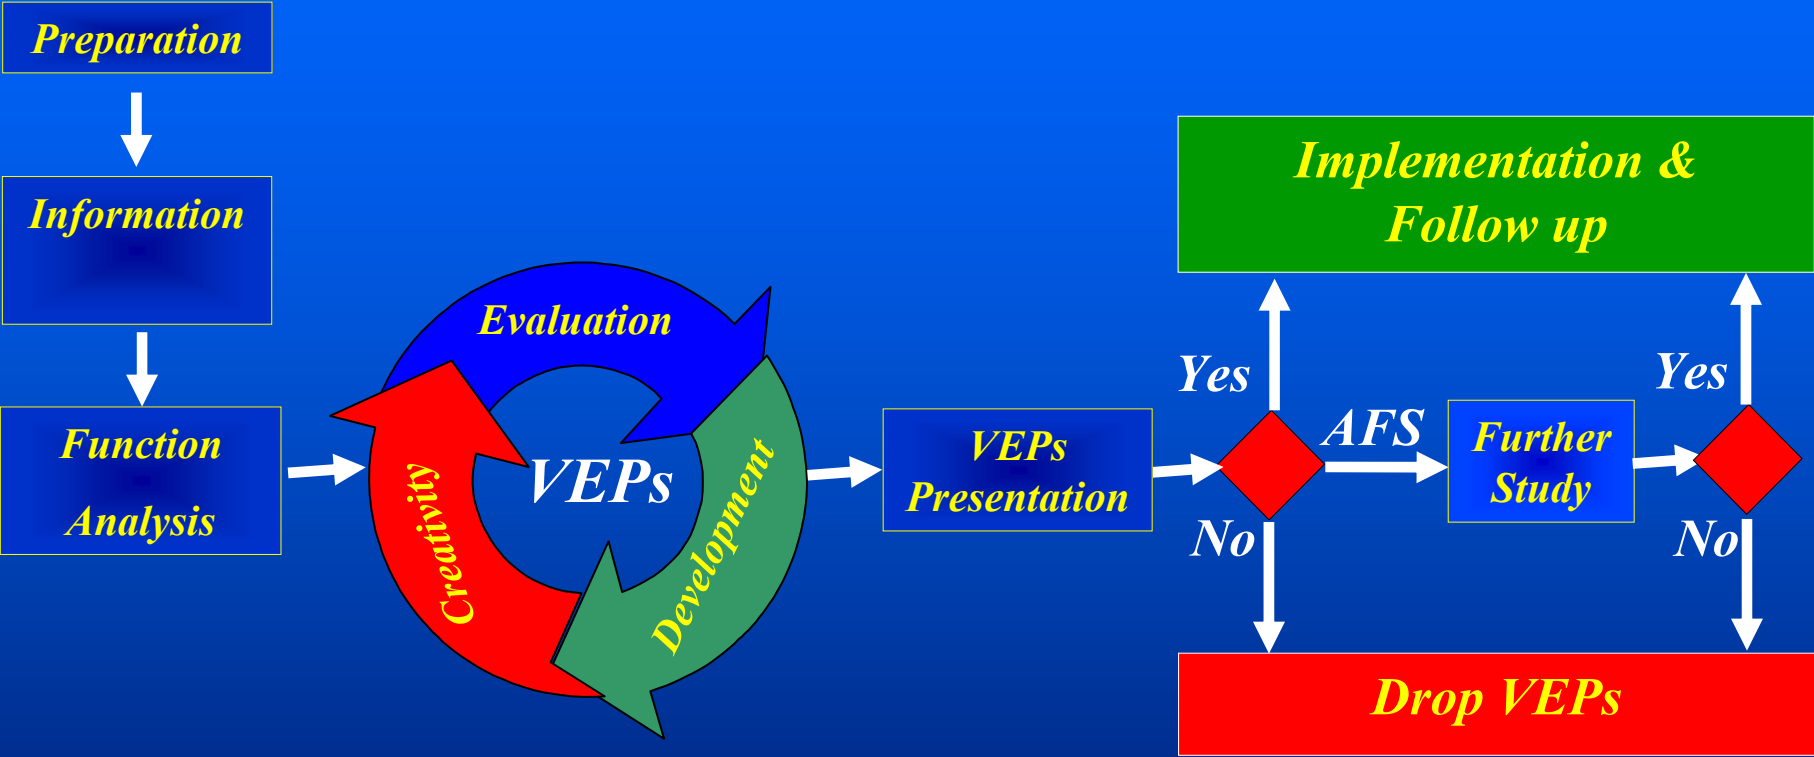 Preparation
Information
Function
Analysis
Evaluation
Creativity
VEPs
Development
VEPs
Presentation
Implementation &
Follow up
Yes
AFS
No
Further
Study
Yes
No
Drop VEPs